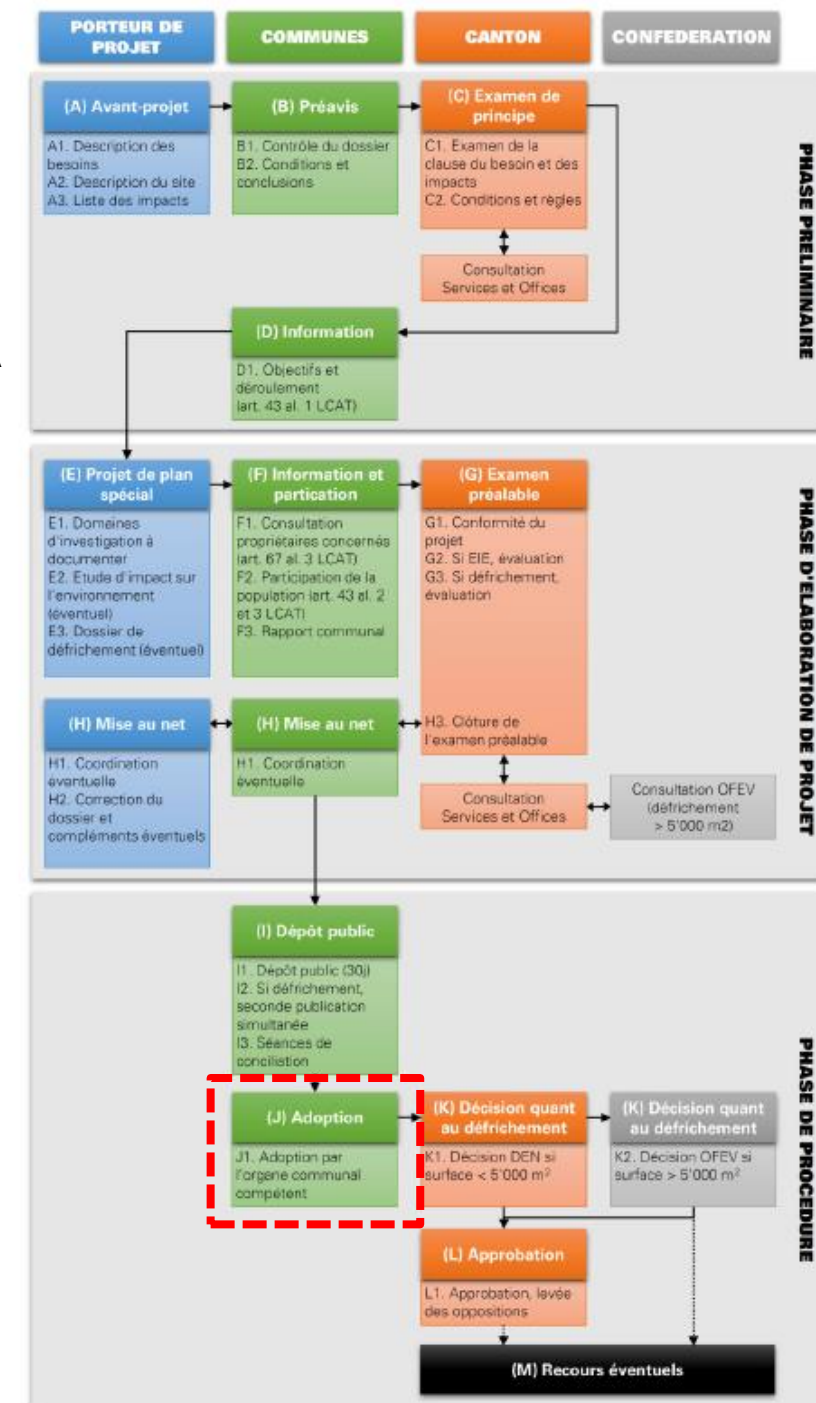 PORTEUR DE
PROJET
COMMUNES
CANTON
CONFEDERATION
PHASE PRELIMINAIRE
(A) Avant-projet
A1. Description des
besoins
A2. Description du site
A3. Liste des impacts
(B) Préavis
B1. Contrôle du dossier
B2. Conditions et
conclusions
(C) Examen de
principe
C1. Examen de la
clause du besoin et des
impacts
C2. Conditions et règles
Consultation
Services et Offices
(D) Information
D1. Objectifs et
déroulement
(art. 43 al. 1 LCAT)
PHASE D'ELABORATION DE PROJET
(E) Projet de plan
spécial
E1. Domaines
d'investigation à
documenter
E2. Etude d'impact sur
l'environnement
(éventuel)
E3. Dossier de
défrichement (éventuel)
(F) Information et
partication
F1. Consultation
propriétaires concernés
(art. 67 al. 3 LCAT)
F2. Participation de la
population (art. 43 al. 2
et 3 LCAT)
F3. Rapport communal
(G) Examen
préalable
G1. Conformité du
projet
G2. Si EIE, évaluation
G3. Si défrichement,
évaluation
(H) Mise au net
H1. Coordination
éventuelle
H2. Correction du
dossier et
compléments éventuels
(H) Mise au net
H1. Coordination
éventuelle
H3. Clôture de
l'examen préalable
Consultation
Services et Offices
Consultation OFEV
(défrichement
> 5'000 m2)
PHASE DE PROCEDURE
(I) Dépôt public
I1. Dépôt public (30j)
I2. Si défrichement,
seconde publication
simultanée
I3. Séances de
conciliation
(J) Adoption
J1. Adoption par
l'organe communal
compétent
(K) Décision quant
au défrichement
K1. Décision DEN si
surface < 5'000 m²
(K) Décision quant
au défrichement
K2. Décision OFEV si
surface > 5'000 m²
(L) Approbation
L1. Approbation, levée
des oppositions
(M) Recours éventuels